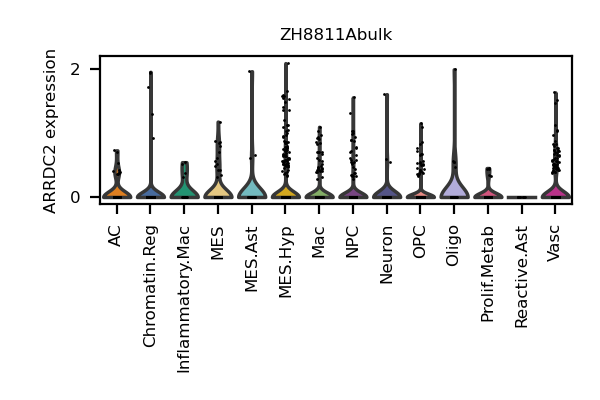 ZH8811Abulk
ARRDC2 expression
2
0
AC
Chromatin.Reg
Inflammatory.Mac
MES
MES.Ast
MES.Hyp
Mac
NPC
Neuron
OPC
Oligo
Prolif.Metab
Reactive.Ast
Vasc